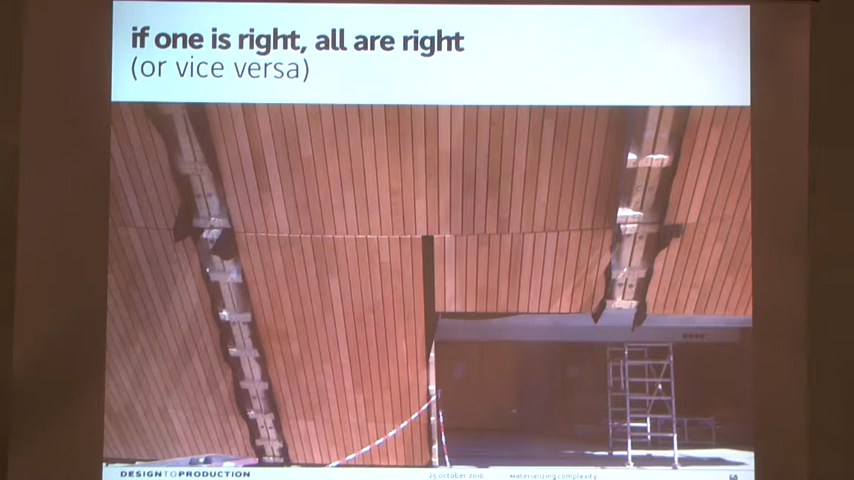 if one is right, all are right
(or vice versa)
DESIGNTOPRODUCTION
25 october 2010
materializing complexity